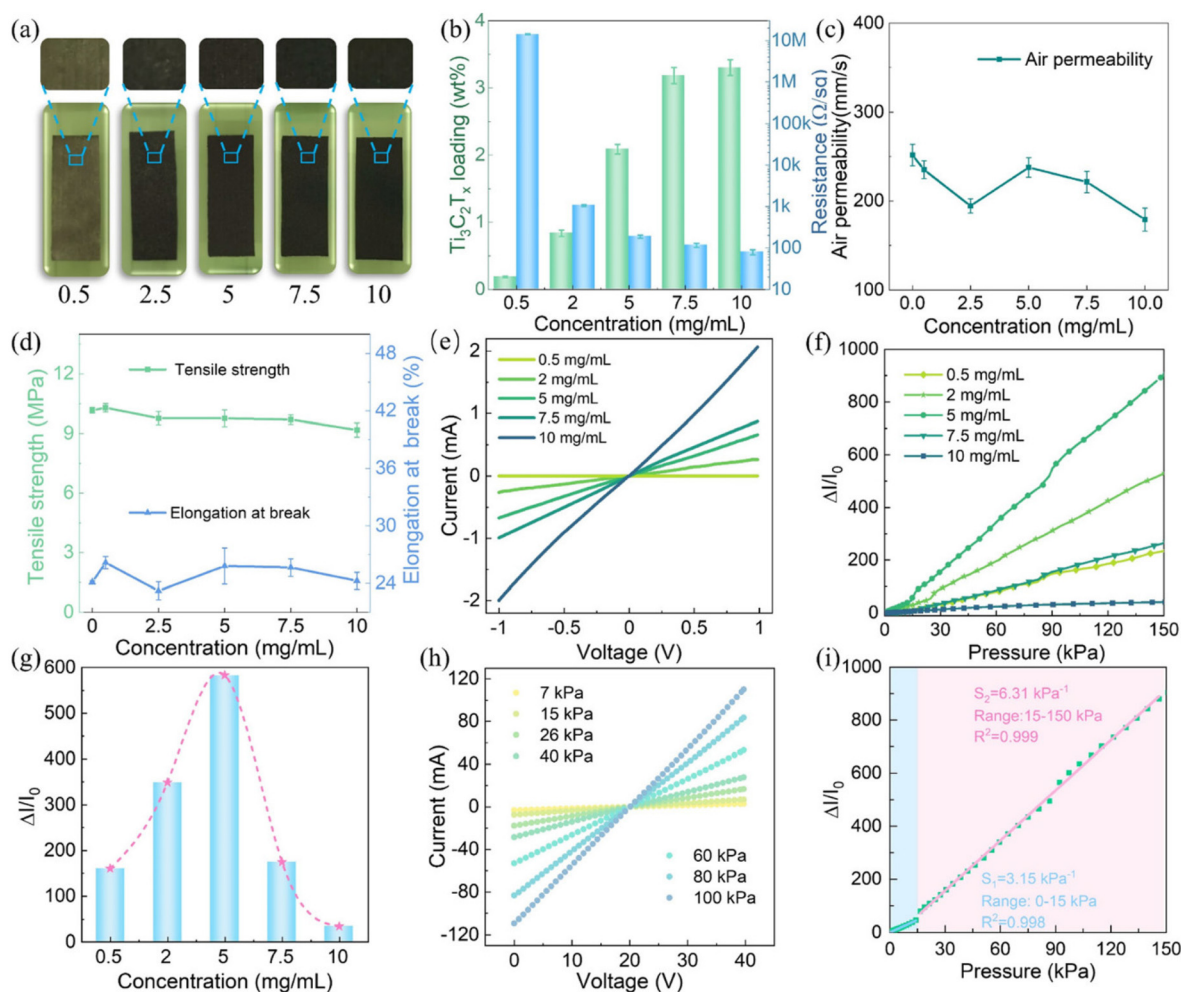 (a)
0.5 2.5 5 7.5 10
(b)
Ti₃C₂Tₓ loading (wt%)
4
3
2
1
0
0.5 2 5 7.5 10
Concentration (mg/mL)
10M
1M
100k
10k
1k
100
10
Resistance (Ω/sq)
(c)
Air permeability(mm/s)
400
300
200
100
Air permeability
0.0 2.5 5.0 7.5 10.0
Concentration (mg/mL)
(d)
Tensile strength (MPa)
12
9
6
3
0
Tensile strength
Elongation at break
48
42
36
30
24
Elongation at break (%)
0 2.5 5 7.5 10
Concentration (mg/mL)
(e)
Current (mA)
2
1
0
-1
-2
0.5 mg/mL
2 mg/mL
5 mg/mL
7.5 mg/mL
10 mg/mL
-1 -0.5 0 0.5 1
Voltage (V)
(f)
ΔI/I₀
1000
800
600
400
200
0
0.5 mg/mL
2 mg/mL
5 mg/mL
7.5 mg/mL
10 mg/mL
0 30 60 90 120 150
Pressure (kPa)
(g)
ΔI/I₀
600
500
400
300
200
100
0
0.5 2 5 7.5 10
Concentration (mg/mL)
(h)
Current (mA)
120
80
40
0
-40
-80
-120
7 kPa
15 kPa
26 kPa
40 kPa
60 kPa
80 kPa
100 kPa
0 10 20 30 40
Voltage (V)
(i)
ΔI/I₀
1000
800
600
400
200
0
S₂=6.31 kPa⁻¹
Range:15-150 kPa
R²=0.999
S₁=3.15 kPa⁻¹
Range: 0-15 kPa
R²=0.998
0 30 60 90 120 150
Pressure (kPa)